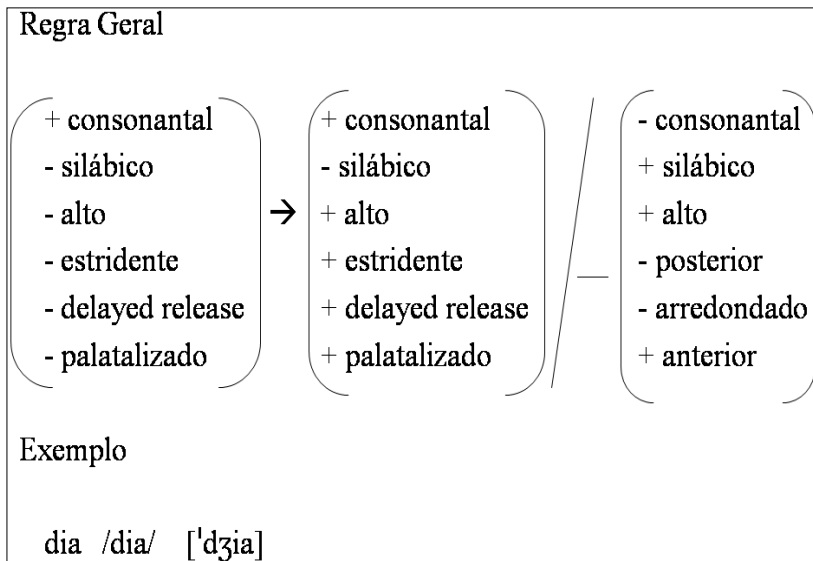 Regra Geral
+ consonantal + consonantal - consonantal
- silábico - silábico + silábico
- alto + alto + alto
- estridente → + estridente / __ - posterior
- delayed release + delayed release - arredondado
- palatalizado + palatalizado + anterior
Exemplo
dia /dia/ [ˈdʒia]